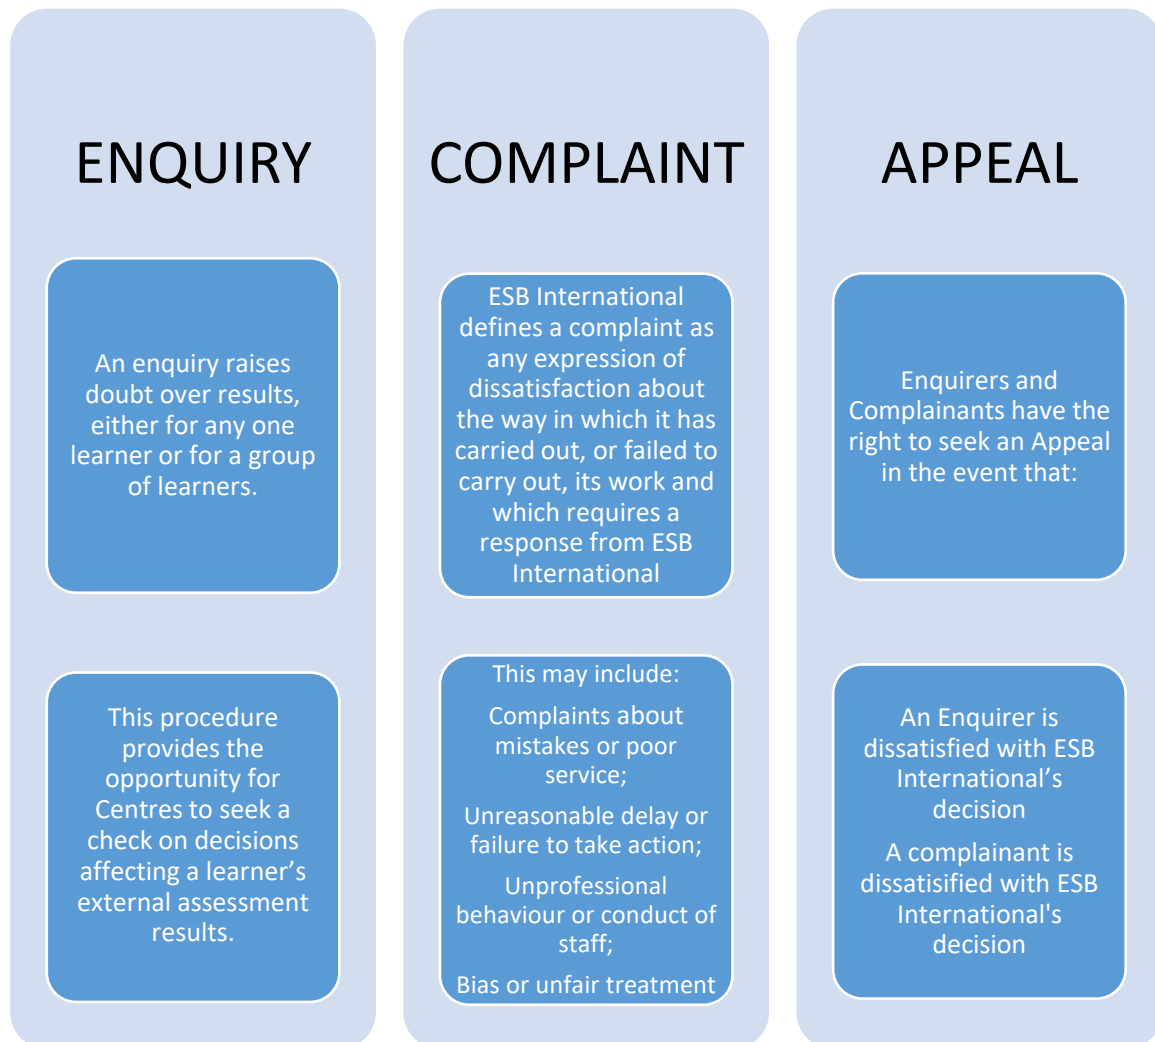 ENQUIRY
An enquiry raises
doubt over results,
either for any one
learner or for a group
of learners.
This procedure
provides the
opportunity for
Centres to seek a
check on decisions
affecting a learner’s
external assessment
results.
COMPLAINT
ESB International
defines a complaint as
any expression of
dissatisfaction about
the way in which it has
carried out, or failed to
carry out, its work and
which requires a
response from ESB
International
This may include:
Complaints about
mistakes or poor
service;
Unreasonable delay or
failure to take action;
Unprofessional
behaviour or conduct of
staff;
Bias or unfair treatment
APPEAL
Enquirers and
Complainants have the
right to seek an Appeal
in the event that:
An Enquirer is
dissatisfied with ESB
International’s
decision
A complainant is
dissatisified with ESB
International's
decision